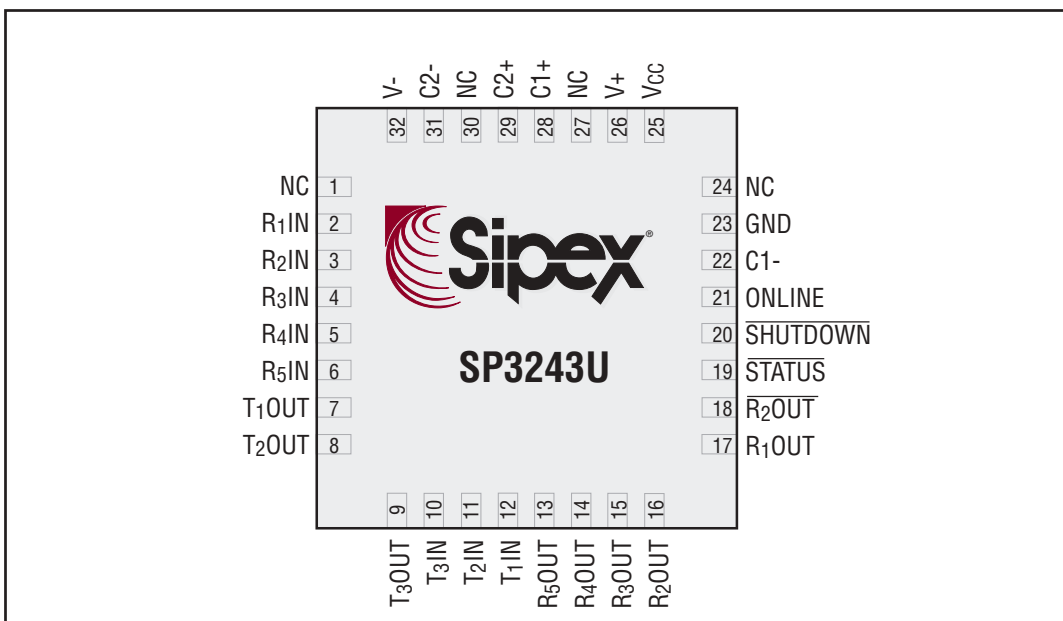 V-
C2-
NC
C2+
C1+
NC
V+
VCC
32
31
30
29
28
27
26
25
NC 1
R1IN 2
R2IN 3
R3IN 4
R4IN 5
R5IN 6
T1OUT 7
T2OUT 8
Sipex®
SP3243U
24 NC
23 GND
22 C1-
21 ONLINE
20 SHUTDOWN
19 STATUS
18 R2OUT
17 R1OUT
9
10
11
12
13
14
15
16
T3OUT
T3IN
T2IN
T1IN
R5OUT
R4OUT
R3OUT
R2OUT